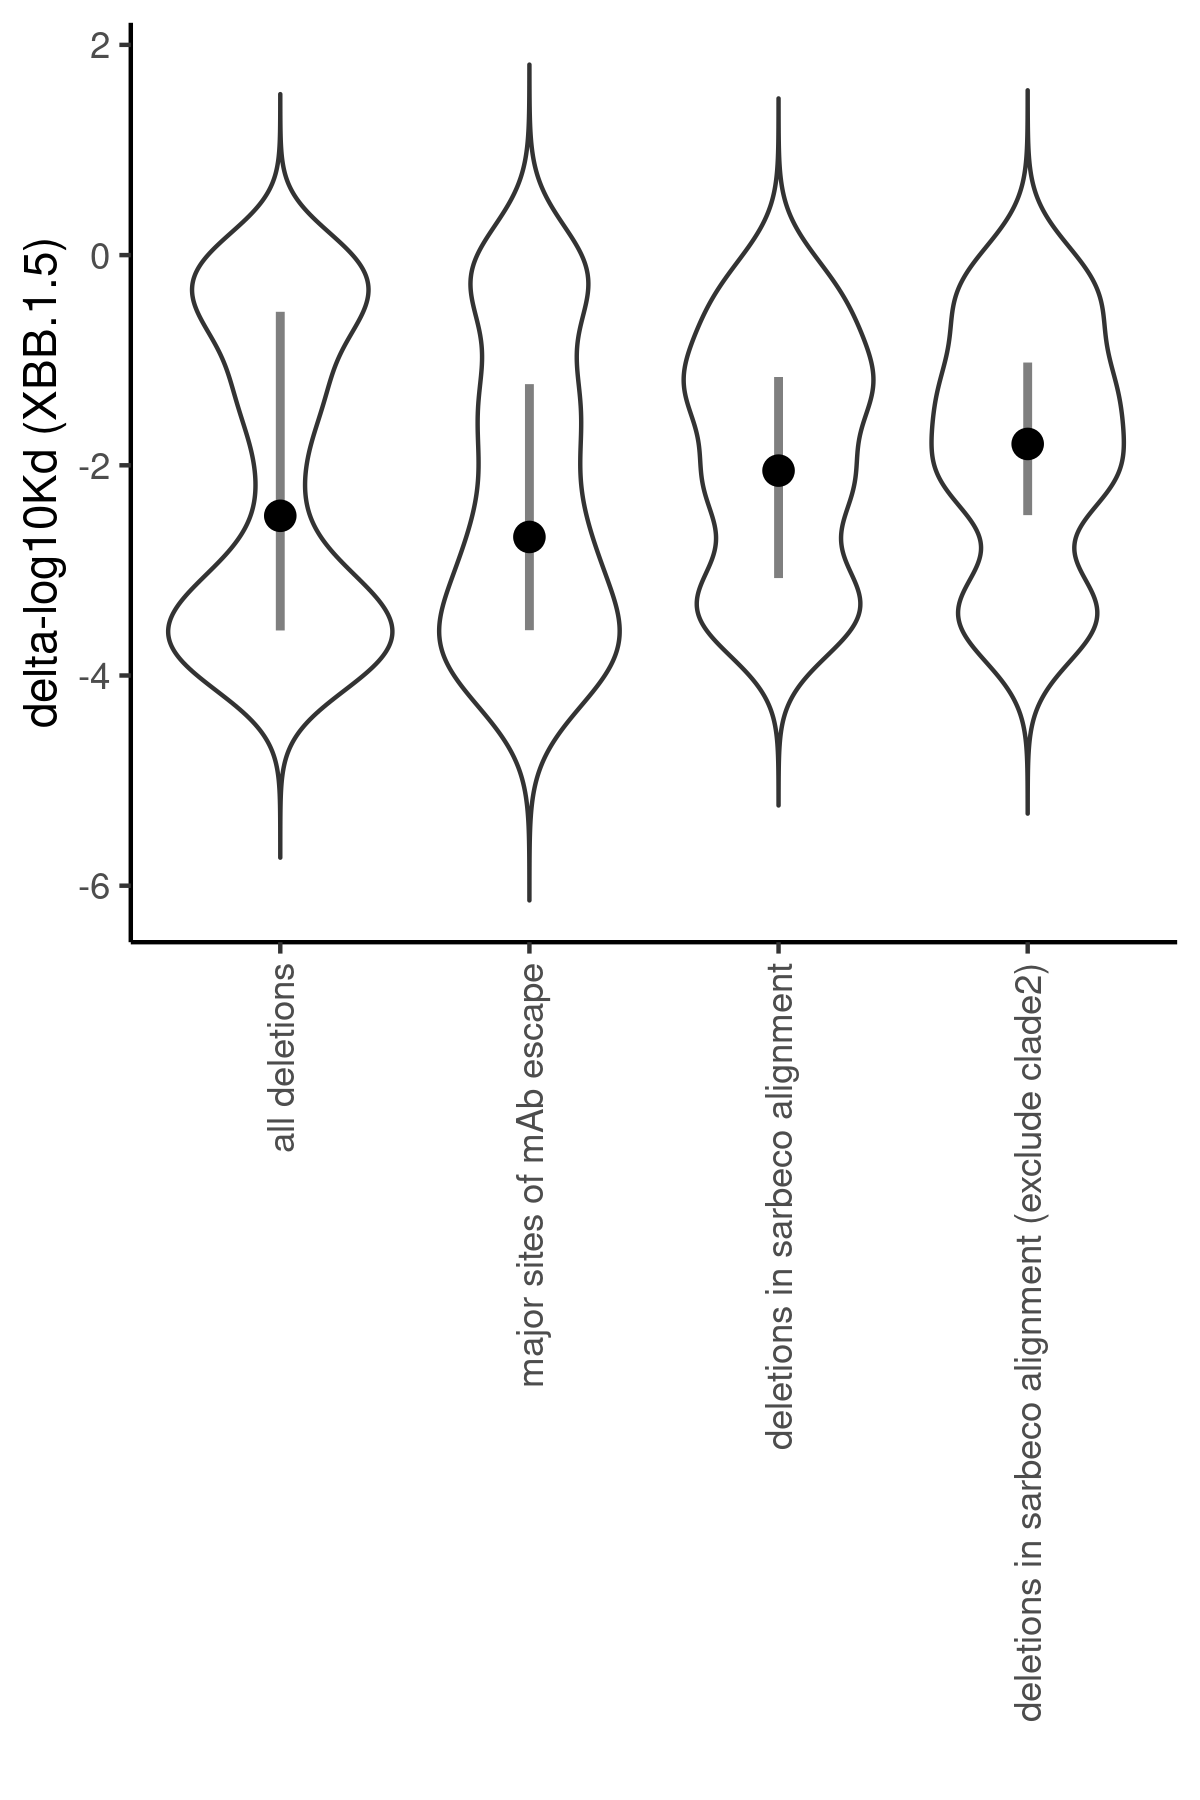 delta-log10Kd (XBB.1.5)
2
0
-2
-4
-6
all deletions
major sites of mAb escape
deletions in sarbeco alignment
deletions in sarbeco alignment (exclude clade2)